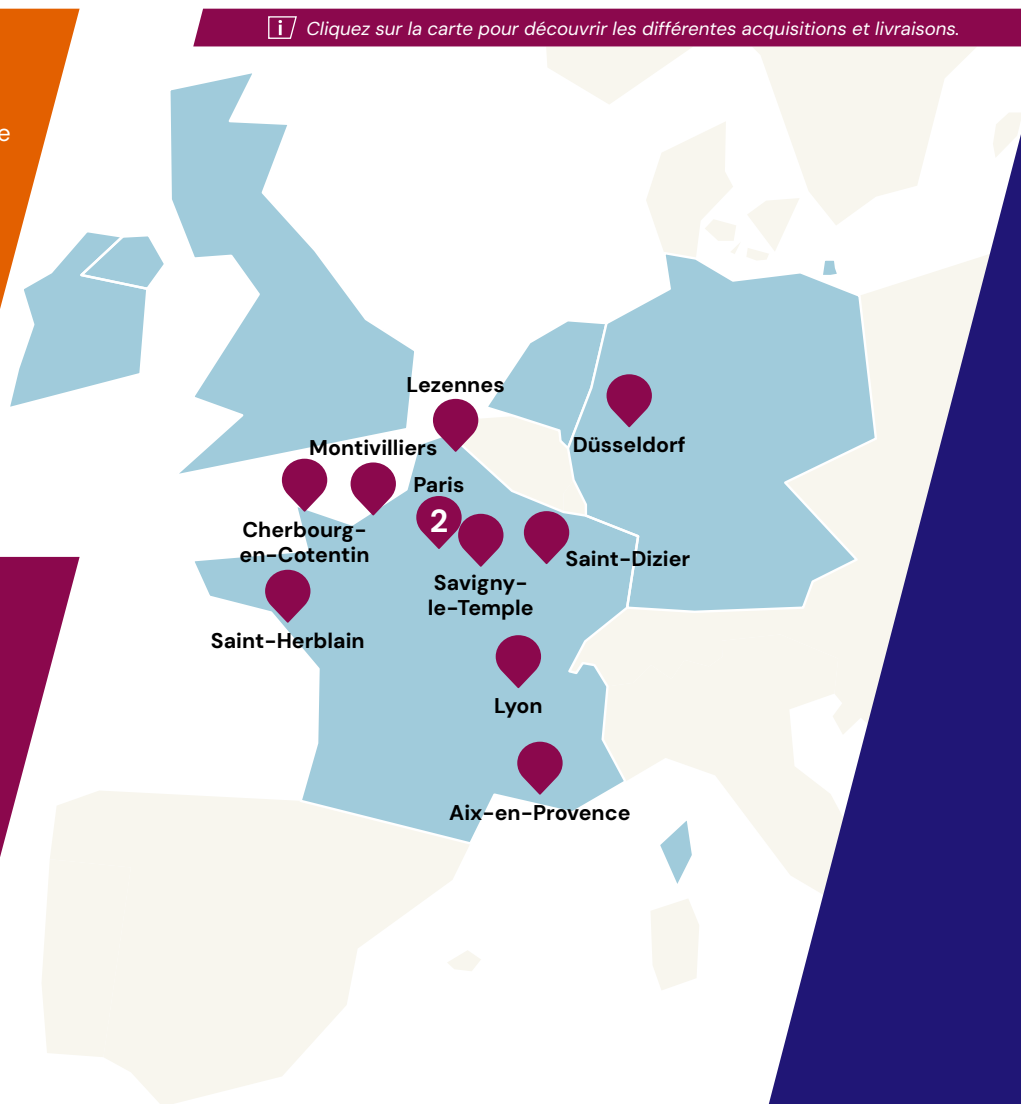 i Cliquez sur la carte pour découvrir les différentes acquisitions et livraisons.
e
Lezennes
Montivilliers
Düsseldorf
Paris
2
Cherbourg-
en-Cotentin
Saint-Dizier
Savigny-
le-Temple
Saint-Herblain
Lyon
Aix-en-Provence